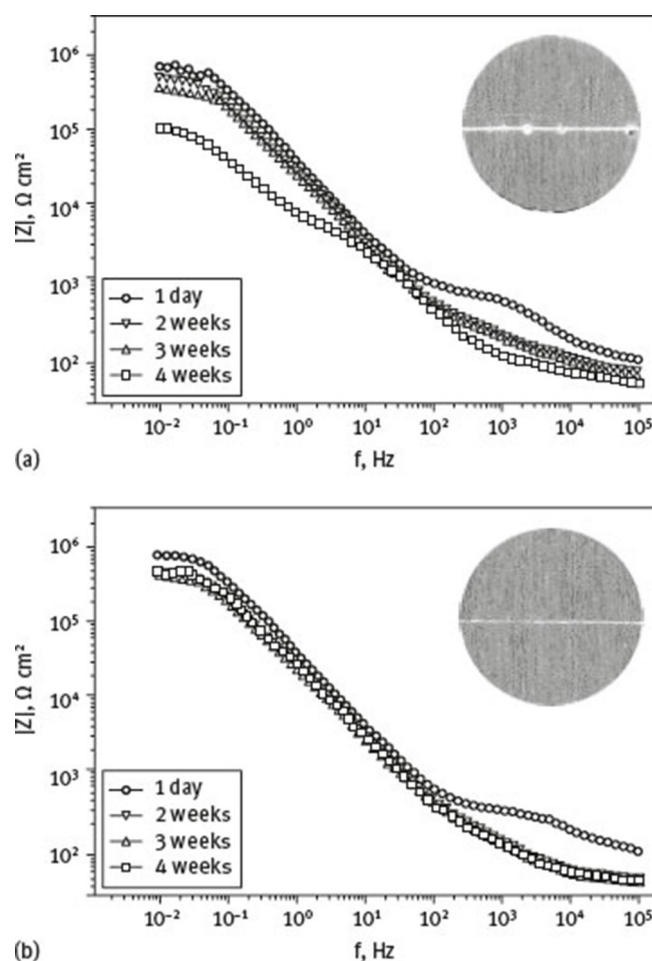 10⁶
10⁵
10⁴
10³
10²
|Z|, Ω cm²
1 day
2 weeks
3 weeks
4 weeks
10⁻² 10⁻¹ 10⁰ 10¹ 10² 10³ 10⁴ 10⁵
(a)
f, Hz
10⁶
10⁵
10⁴
10³
10²
|Z|, Ω cm²
1 day
2 weeks
3 weeks
4 weeks
10⁻² 10⁻¹ 10⁰ 10¹ 10² 10³ 10⁴ 10⁵
(b)
f, Hz